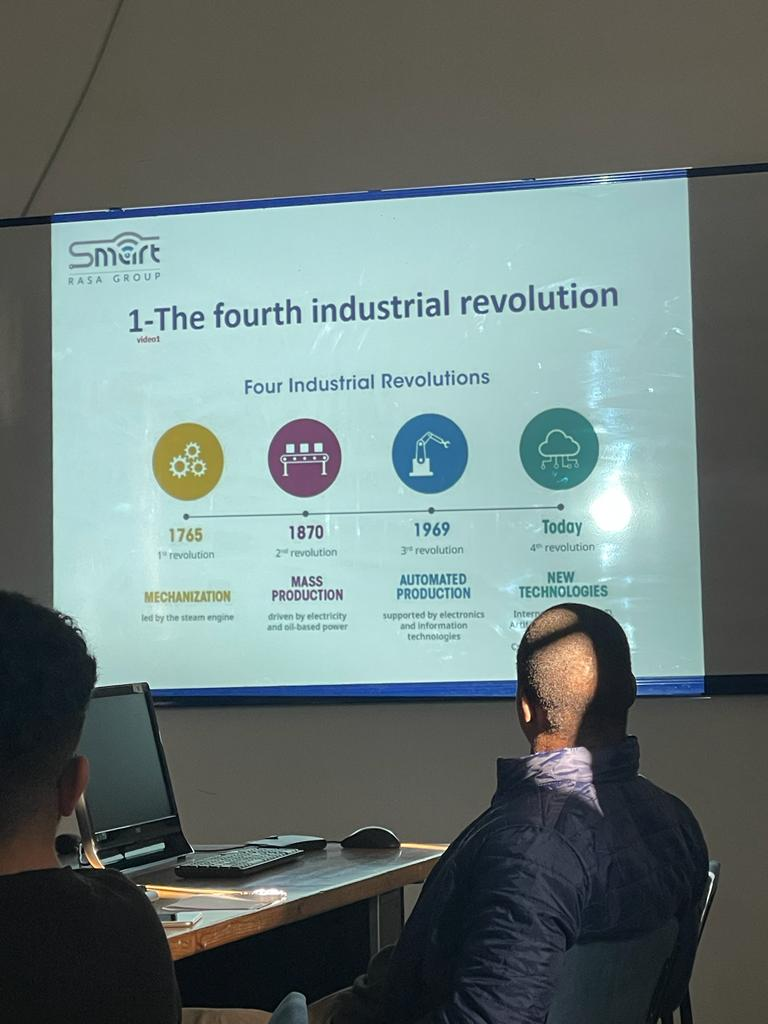 Smart
RASA GROUP
1-The fourth industrial revolution
video1
Four Industrial Revolutions
1765
1st revolution
MECHANIZATION
led by the steam engine
1870
2nd revolution
MASS
PRODUCTION
driven by electricity
and oil-based power
1969
3rd revolution
AUTOMATED
PRODUCTION
supported by electronics
and information
technologies
Today
4th revolution
NEW
TECHNOLOGIES